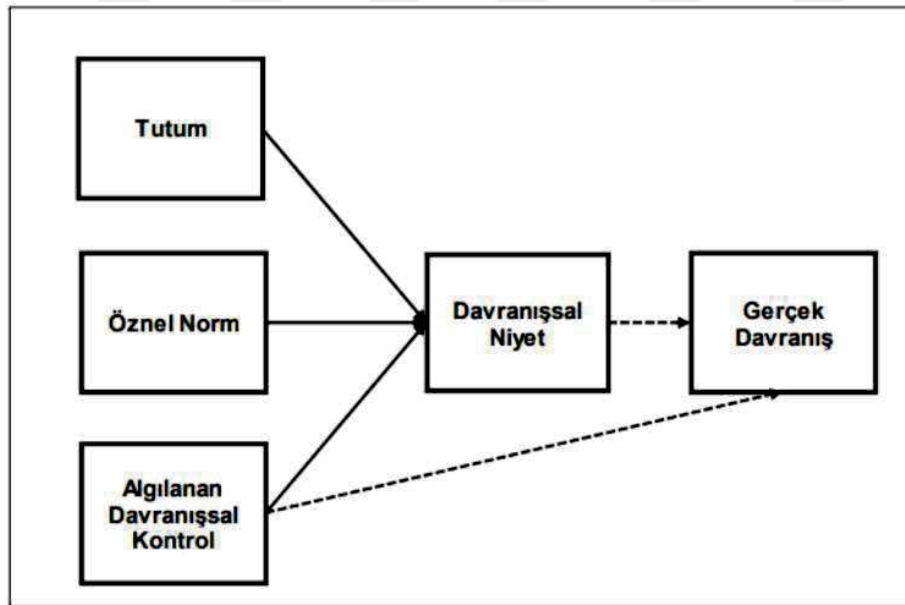 Tutum
Öznel Norm
Algılanan
Davranışsal
Kontrol
Davranışsal
Niyet
Gerçek
Davranış